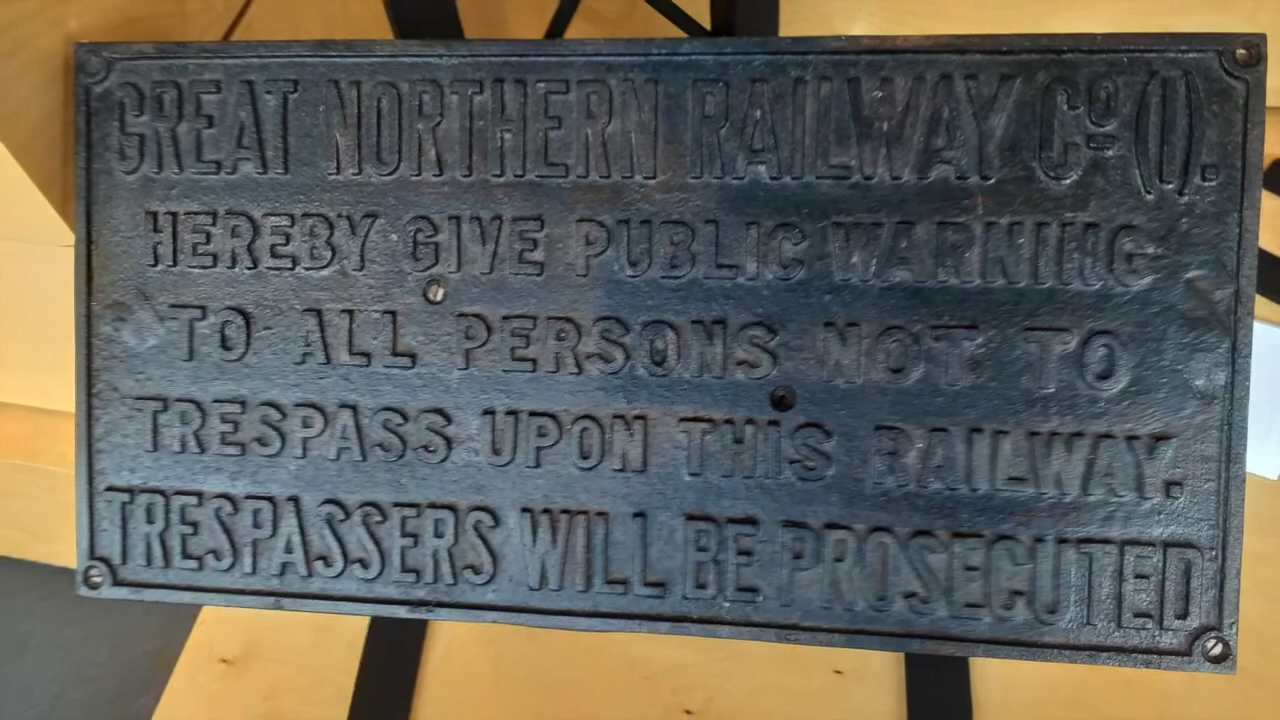 GREAT NORTHERN RAILWAY Co (I).
HEREBY GIVE PUBLIC WARNING
TO ALL PERSONS NOT TO
TRESPASS UPON THIS RAILWAY.
TRESPASSERS WILL BE PROSECUTED